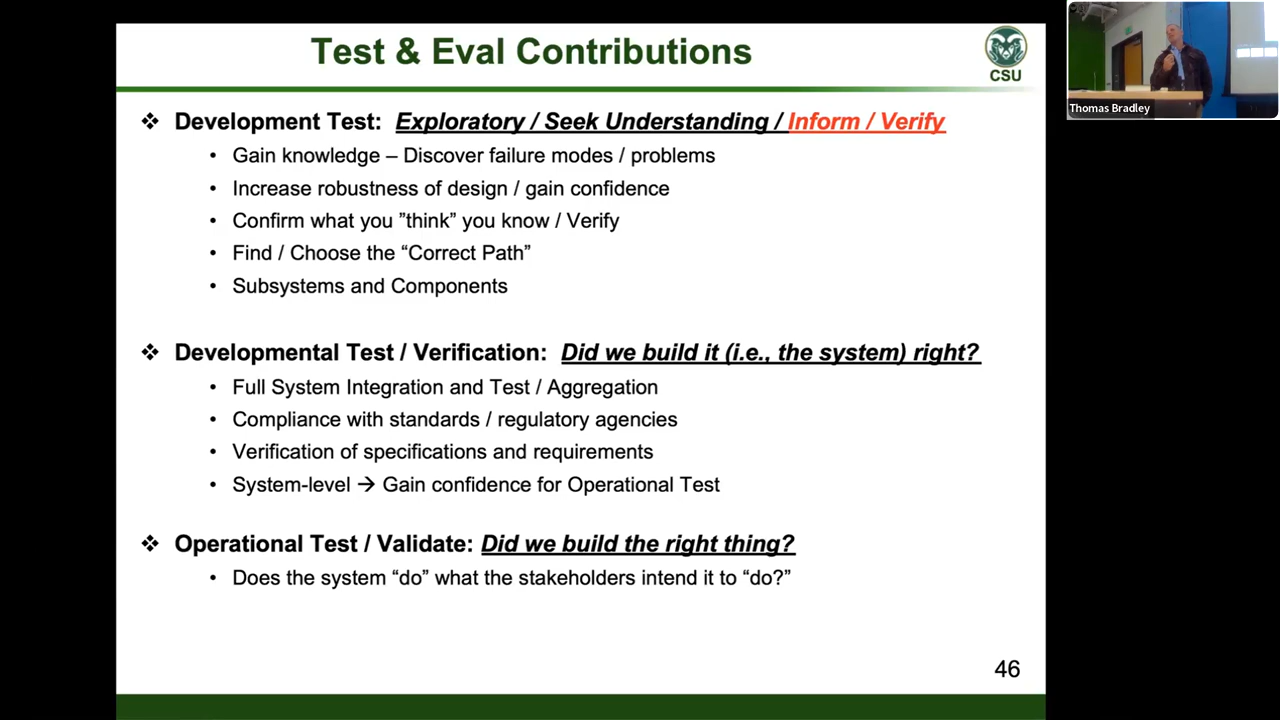 Test & Eval Contributions
CSU
Thomas Bradley
❖ Development Test: Exploratory / Seek Understanding / Inform / Verify
• Gain knowledge – Discover failure modes / problems
• Increase robustness of design / gain confidence
• Confirm what you ”think” you know / Verify
• Find / Choose the “Correct Path”
• Subsystems and Components
❖ Developmental Test / Verification: Did we build it (i.e., the system) right?
• Full System Integration and Test / Aggregation
• Compliance with standards / regulatory agencies
• Verification of specifications and requirements
• System-level → Gain confidence for Operational Test
❖ Operational Test / Validate: Did we build the right thing?
• Does the system “do” what the stakeholders intend it to “do?”
46